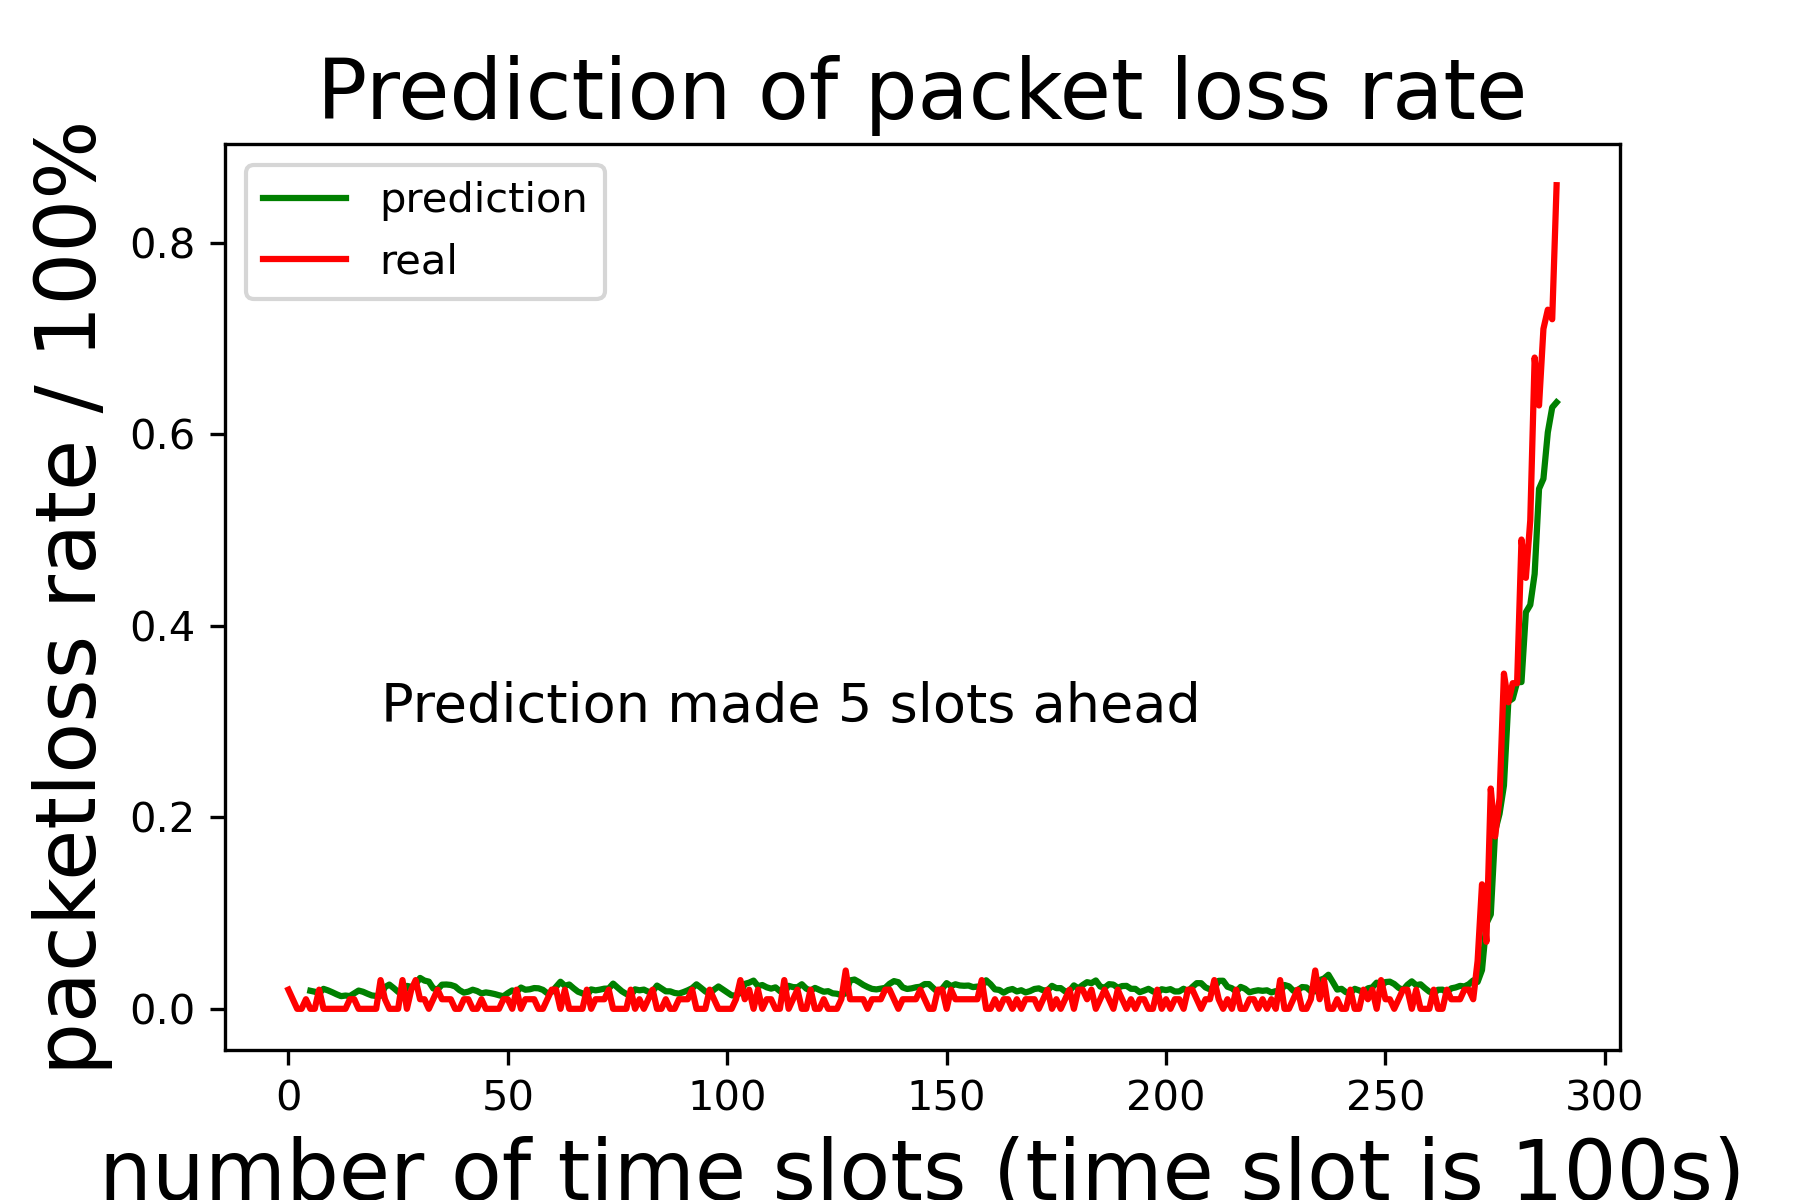 Prediction of packet loss rate
packetloss rate / 100%
prediction
real
0.8
0.6
0.4
0.2
0.0
Prediction made 5 slots ahead
0 50 100 150 200 250 300
number of time slots (time slot is 100s)